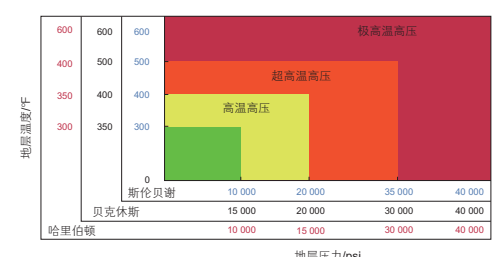 600 600 600 极高温高压
400 500 500 超高温高压
350 400 400 高温高压
300 350 300
地层温度/°F
0
斯伦贝谢 10 000 20 000 35 000 40 000
贝克休斯 15 000 20 000 30 000 40 000
哈里伯顿 10 000 15 000 30 000 40 000
地层压力/psi